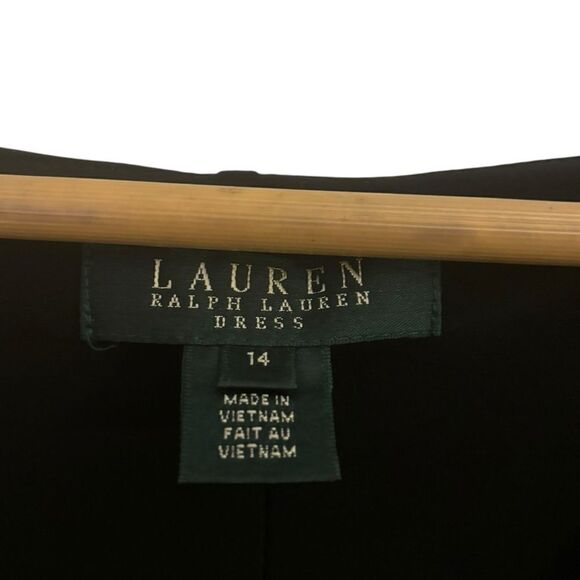 LAUREN
RALPH LAUREN
DRESS
14
MADE IN
VIETNAM
FAIT AU
VIETNAM